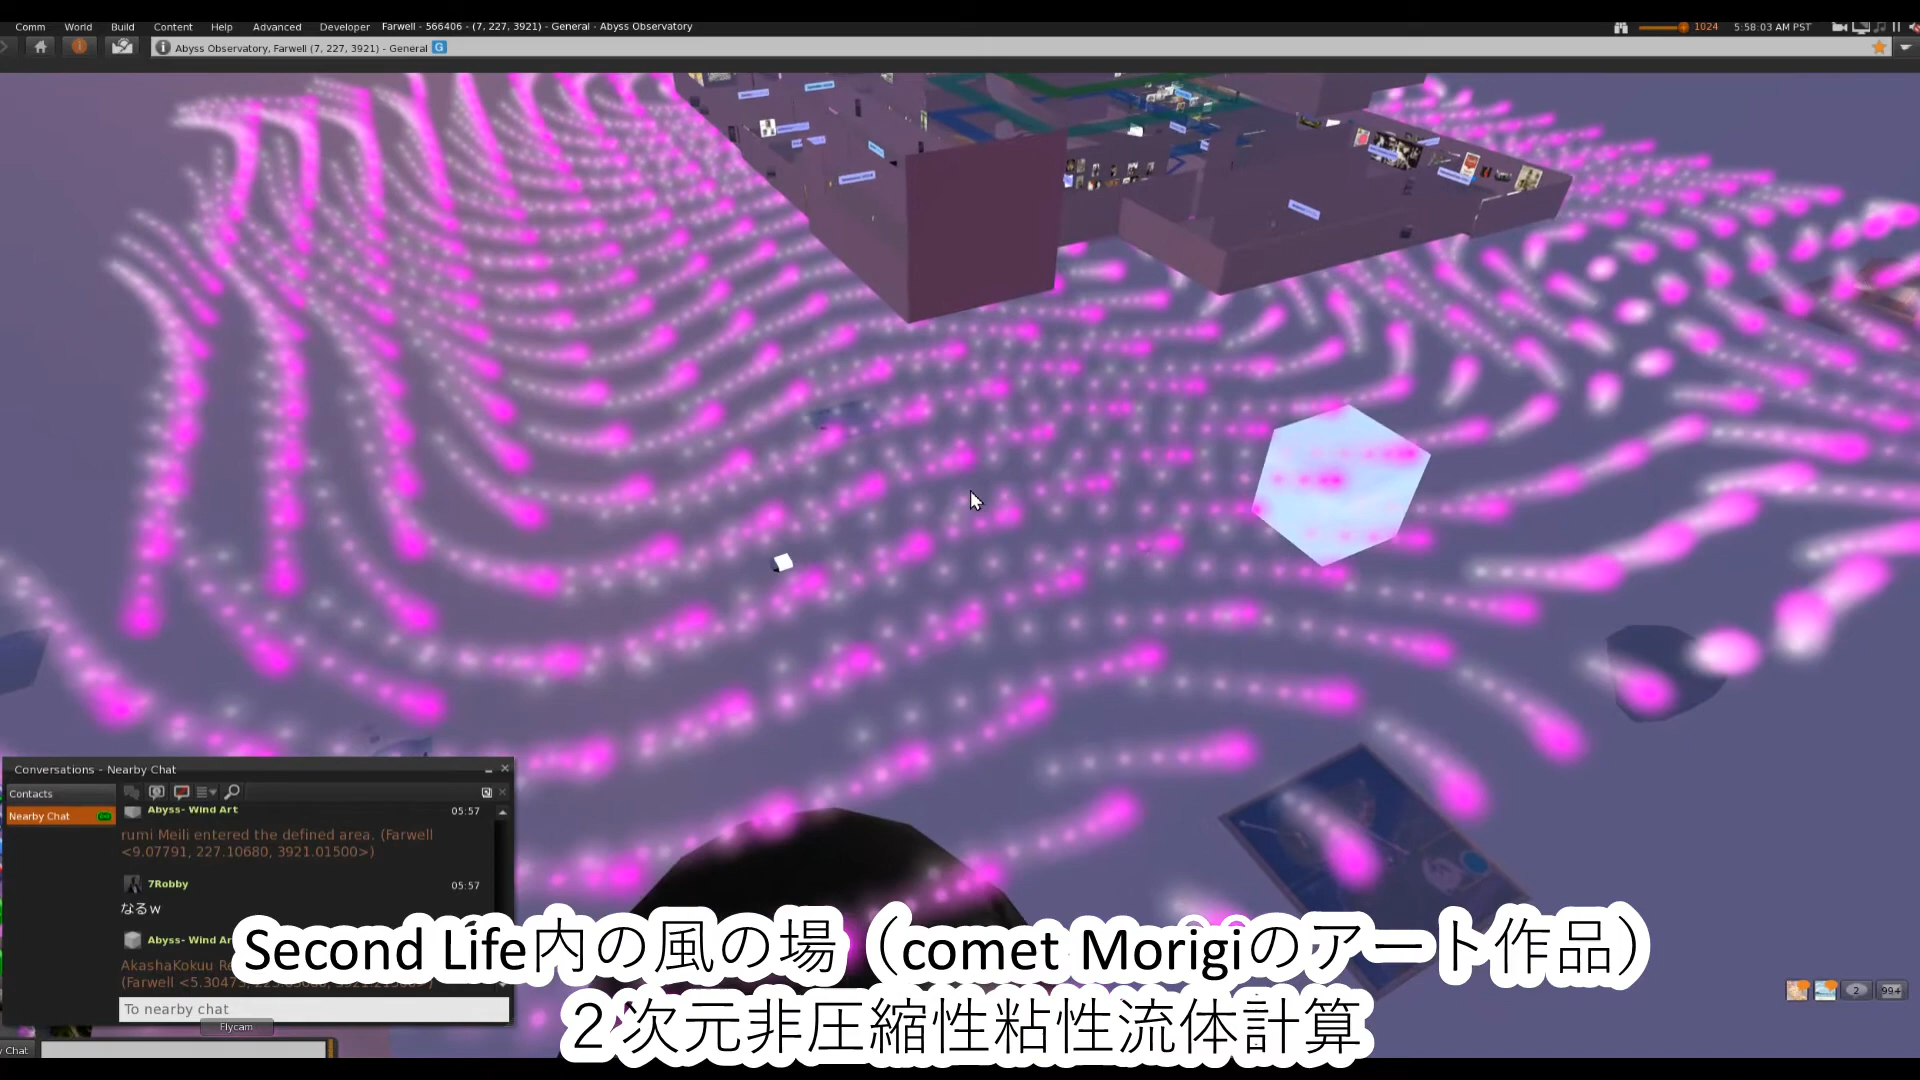 Comm World Build Content Help Advanced Developer Farwell - 566406 - (7, 227, 3921) - General - Abyss Observatory
1024 5:58:03 AM PST
Abyss Observatory, Farwell (7, 227, 3921) - General G
Conversations - Nearby Chat
Contacts
Nearby Chat
Abyss- Wind Art 05:57
rumi Meili entered the defined area. (Farwell
<9.07791, 227.10680, 3921.01500>)
7Robby 05:57
なるw
Abyss- Wind Ar
AkashaKokuu Re
(Farwell <5.30475,
To nearby chat
Flycam
y Chat
2 99+
Second Life内の風の場（comet Morigiのアート作品）
２次元非圧縮性粘性流体計算